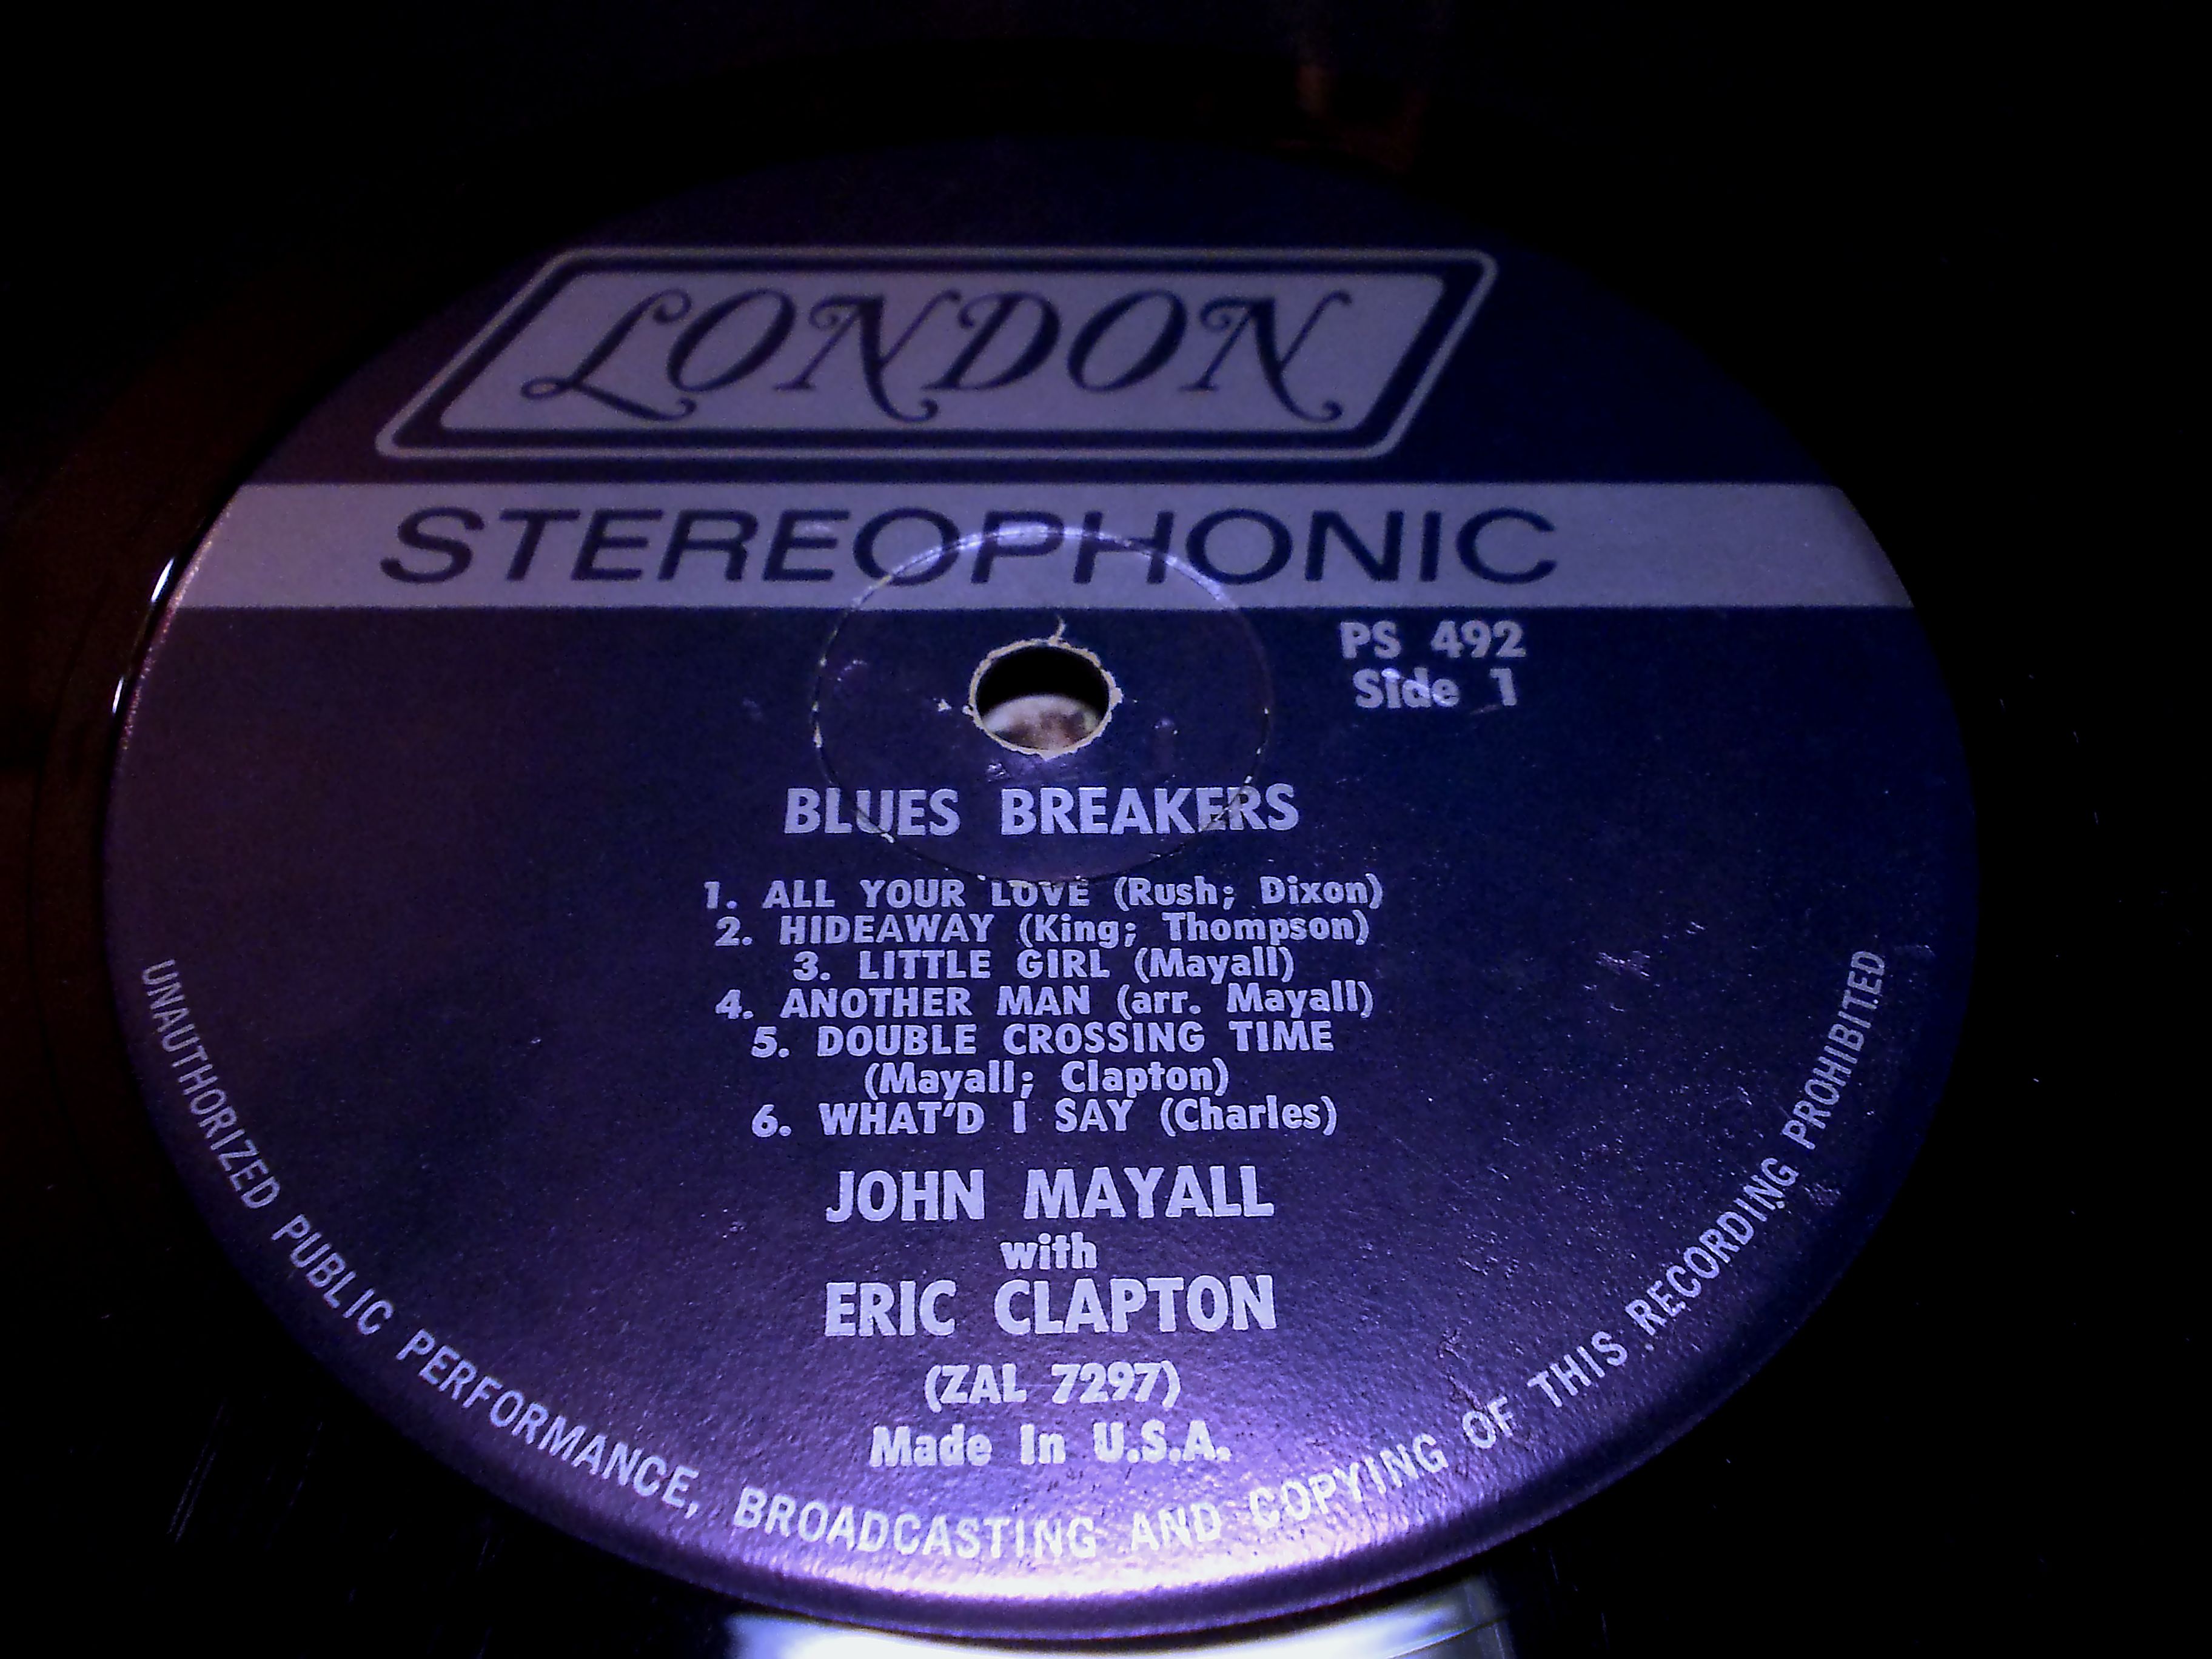 LONDON
STEREOPHONIC
PS 492
Side 1
BLUES BREAKERS
1. ALL YOUR LOVE (Rush; Dixon)
2. HIDEAWAY (King; Thompson)
3. LITTLE GIRL (Mayall)
4. ANOTHER MAN (arr. Mayall)
5. DOUBLE CROSSING TIME
(Mayall; Clapton)
6. WHAT'D I SAY (Charles)
JOHN MAYALL
with
ERIC CLAPTON
(ZAL 7297)
Made In U.S.A.
UNAUTHORIZED PUBLIC PERFORMANCE, BROADCASTING AND COPYING OF THIS RECORDING PROHIBITED